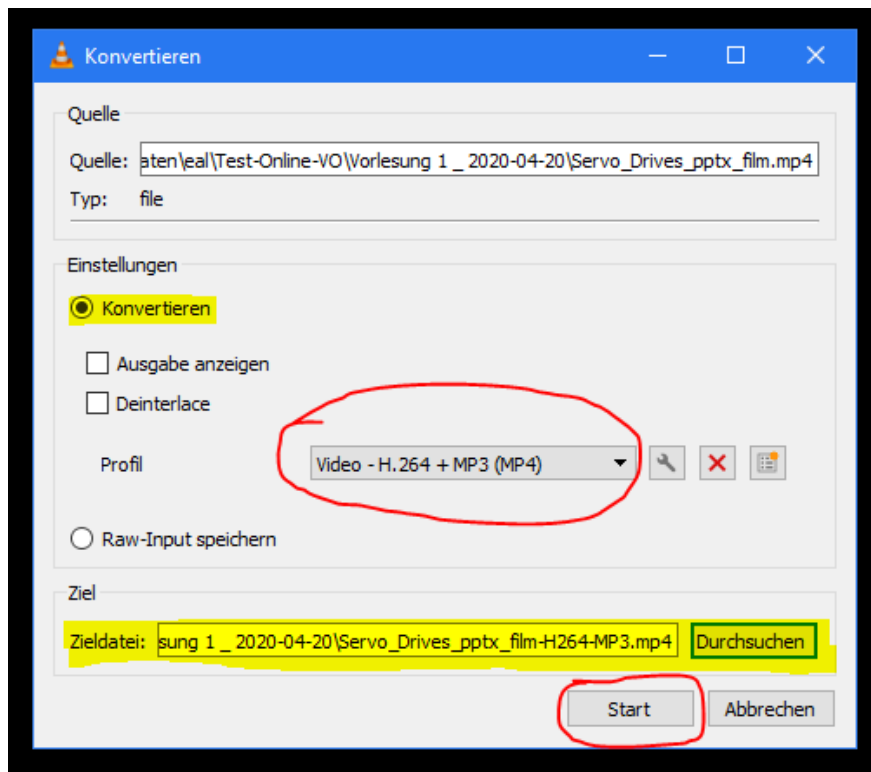 Konvertieren
Quelle
Quelle: aten\eal\Test-Online-VO\Vorlesung 1 _ 2020-04-20\Servo_Drives_pptx_film.mp4
Typ: file
Einstellungen
Konvertieren
Ausgabe anzeigen
Deinterlace
Profil Video - H.264 + MP3 (MP4)
Raw-Input speichern
Ziel
Zieldatei: sung 1 _ 2020-04-20\Servo_Drives_pptx_film-H264-MP3.mp4 Durchsuchen
Start Abbrechen